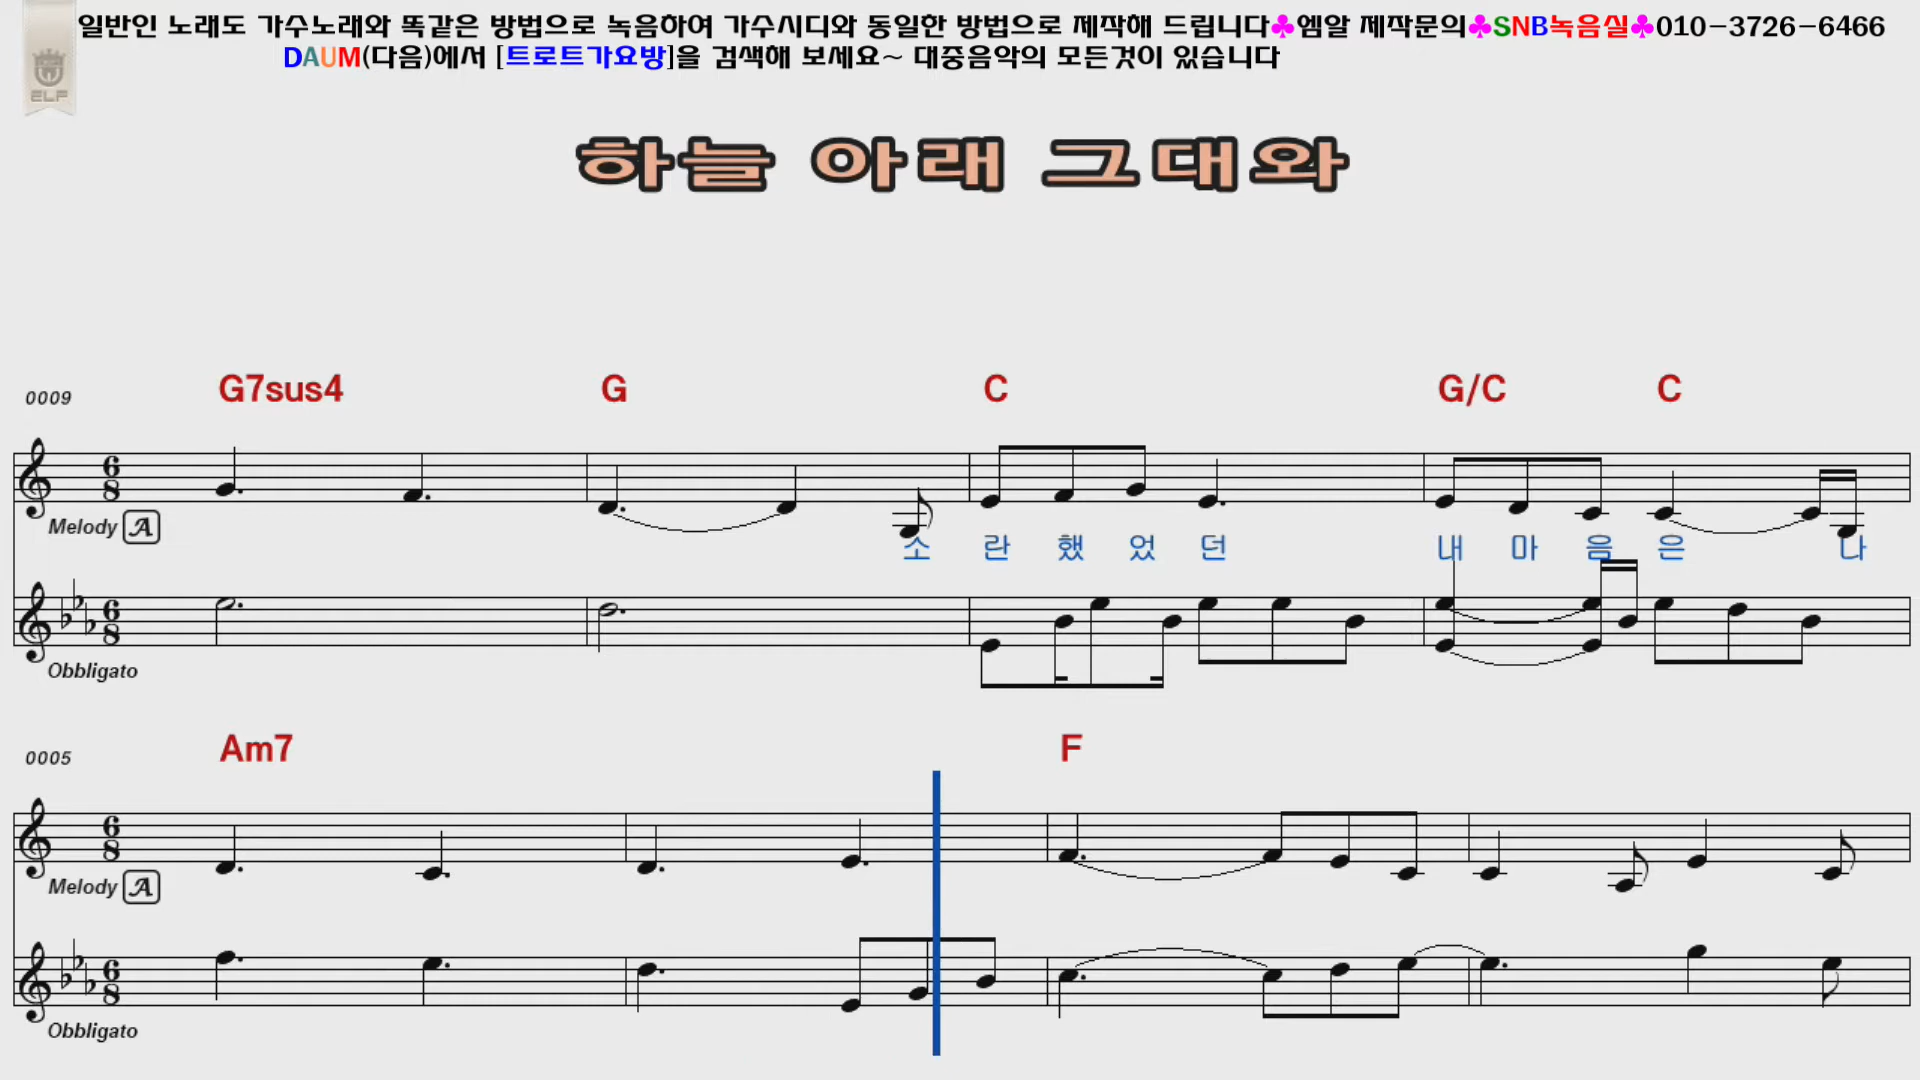 일반인 노래도 가수노래와 똑같은 방법으로 녹음하여 가수시디와 동일한 방법으로 제작해 드립니다♣엠알 제작문의♣SNB녹음실♣010-3726-6466
DAUM(다음)에서 [트로트가요방]을 검색해 보세요~ 대중음악의 모든것이 있습니다
ELF
하늘 아래 그대와
0009 G7sus4 G C G/C C
6 8
Melody A 소 란 했 었 던 내 마 음 은 나
6 8
Obbligato
0005 Am7 F
6 8
Melody A
6 8
Obbligato